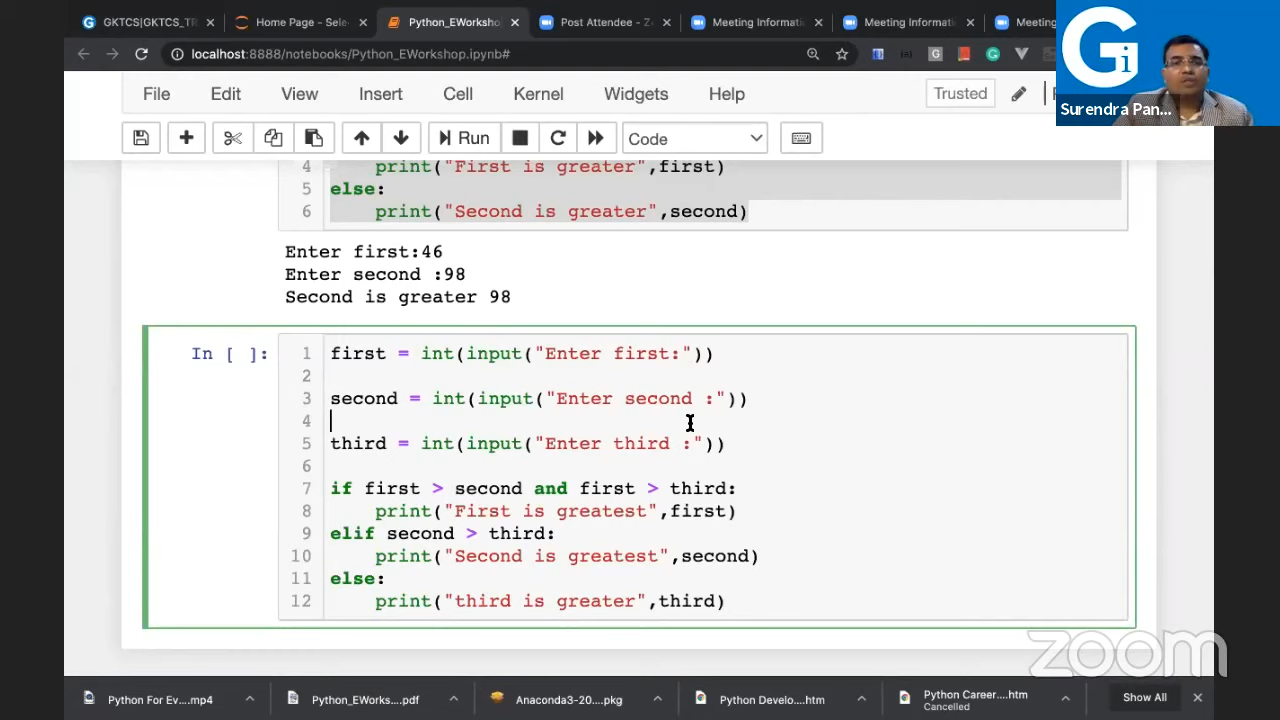 GKTCS|GKTCS_TR
Home Page - Sele
Python_EWorksho
Post Attendee - Z
Meeting Informati
Meeting Informati
Meeting
localhost:8888/notebooks/Python_EWorkshop.ipynb#
Gi
Surendra Pan...
File Edit View Insert Cell Kernel Widgets Help Trusted
Run Code
4 print("First is greater",first)
5 else:
6 print("Second is greater",second)
Enter first:46
Enter second :98
Second is greater 98
In [ ]:
1 first = int(input("Enter first:"))
2
3 second = int(input("Enter second :"))
4
5 third = int(input("Enter third :"))
6
7 if first > second and first > third:
8 print("First is greatest",first)
9 elif second > third:
10 print("Second is greatest",second)
11 else:
12 print("third is greater",third)
zoom
Python For Ev....mp4
Python_EWorks....pdf
Anaconda3-20....pkg
Python Develo....htm
Python Career....htm
Cancelled
Show All